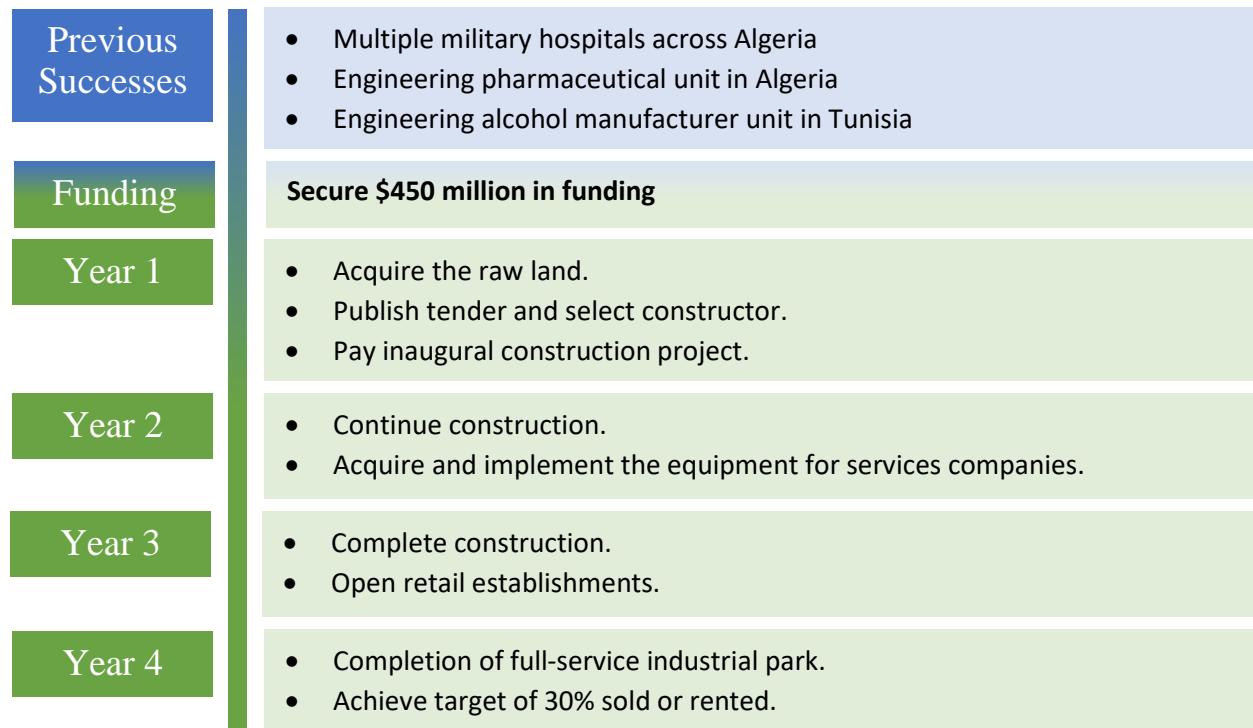 Previous
Successes
• Multiple military hospitals across Algeria
• Engineering pharmaceutical unit in Algeria
• Engineering alcohol manufacturer unit in Tunisia
Funding
Secure $450 million in funding
Year 1
• Acquire the raw land.
• Publish tender and select constructor.
• Pay inaugural construction project.
Year 2
• Continue construction.
• Acquire and implement the equipment for services companies.
Year 3
• Complete construction.
• Open retail establishments.
Year 4
• Completion of full-service industrial park.
• Achieve target of 30% sold or rented.